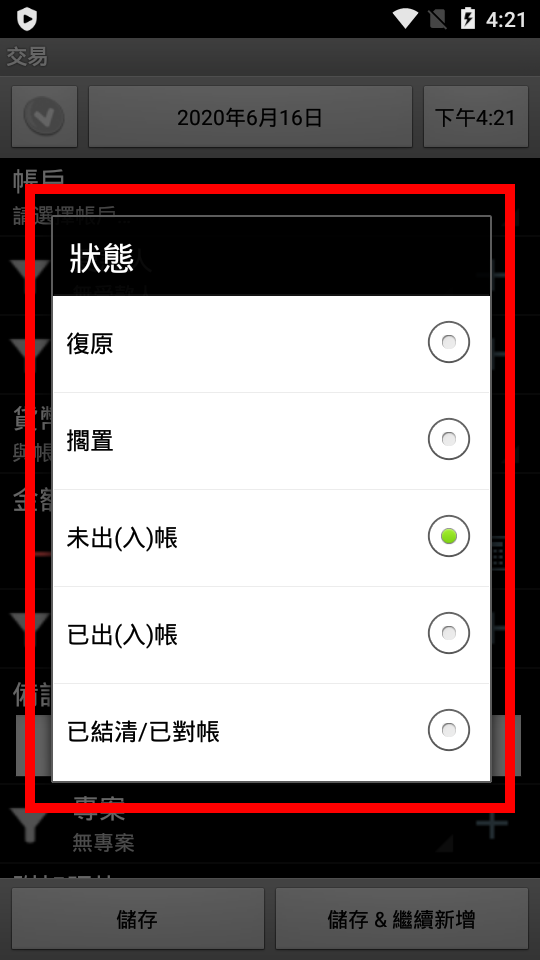 4:21
交易
2020年6月16日
下午4:21
帳戶
請選擇帳戶
狀態
復原
擱置
未出(入)帳
已出(入)帳
已結清/已對帳
專案
無專案
儲存
儲存 & 繼續新增